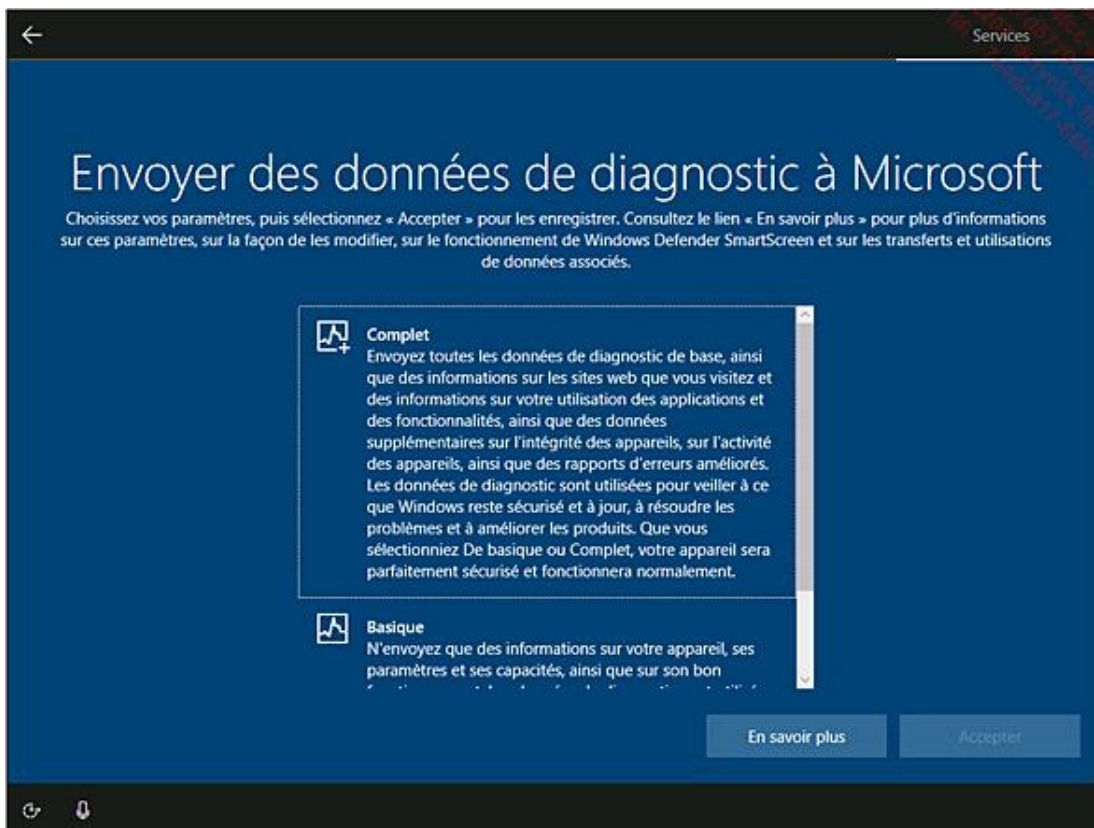 Services
Envoyer des données de diagnostic à Microsoft
Choisissez vos paramètres, puis sélectionnez « Accepter » pour les enregistrer. Consultez le lien « En savoir plus » pour plus d'informations
sur ces paramètres, sur la façon de les modifier, sur le fonctionnement de Windows Defender SmartScreen et sur les transferts et utilisations
de données associés.
Complet
Envoyez toutes les données de diagnostic de base, ainsi
que des informations sur les sites web que vous visitez et
des informations sur votre utilisation des applications et
des fonctionnalités, ainsi que des données
supplémentaires sur l'intégrité des appareils, sur l'activité
des appareils, ainsi que des rapports d'erreurs améliorés.
Les données de diagnostic sont utilisées pour veiller à ce
que Windows reste sécurisé et à jour, à résoudre les
problèmes et à améliorer les produits. Que vous
sélectionniez De basique ou Complet, votre appareil sera
parfaitement sécurisé et fonctionnera normalement.
Basique
N'envoyez que des informations sur votre appareil, ses
paramètres et ses capacités, ainsi que sur son bon
En savoir plus
Accepter